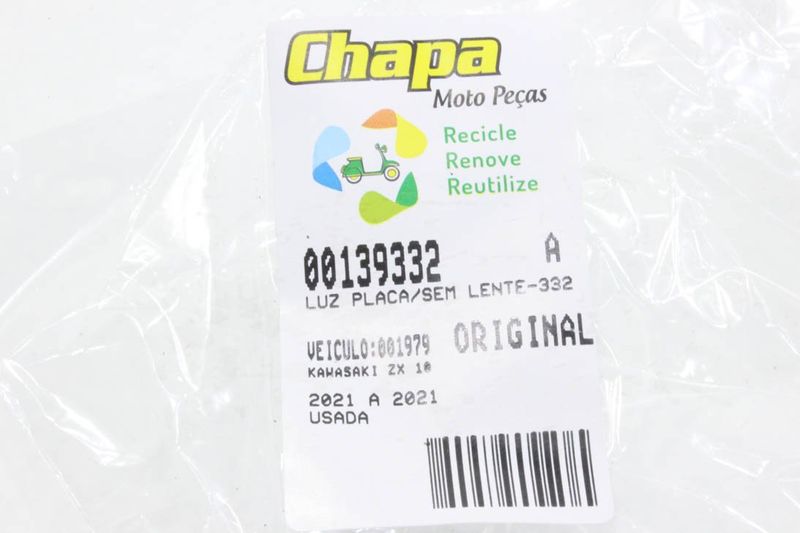 Chapa
Moto Peças
Recicle
Renove
Reutilize
00139332 A
LUZ PLACA/SEM LENTE-332
VEICULO:001979 ORIGINAL
KAWASAKI ZX 10
2021 A 2021
USADA